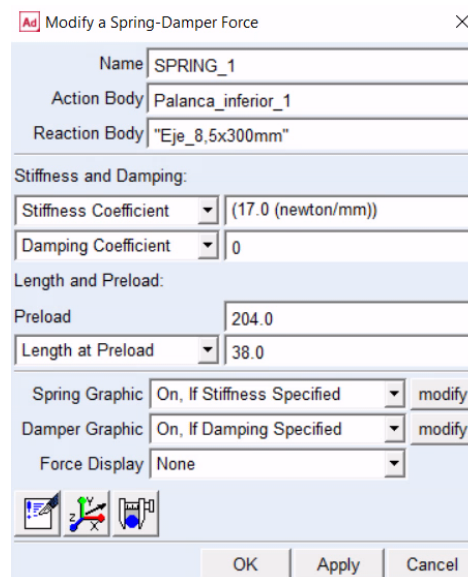 Ad Modify a Spring-Damper Force
Name SPRING_1
Action Body Palanca_inferior_1
Reaction Body "Eje_8,5x300mm"
Stiffness and Damping:
Stiffness Coefficient (17.0 (newton/mm))
Damping Coefficient 0
Length and Preload:
Preload 204.0
Length at Preload 38.0
Spring Graphic On, If Stiffness Specified modify
Damper Graphic On, If Damping Specified modify
Force Display None
Y X
OK Apply Cancel